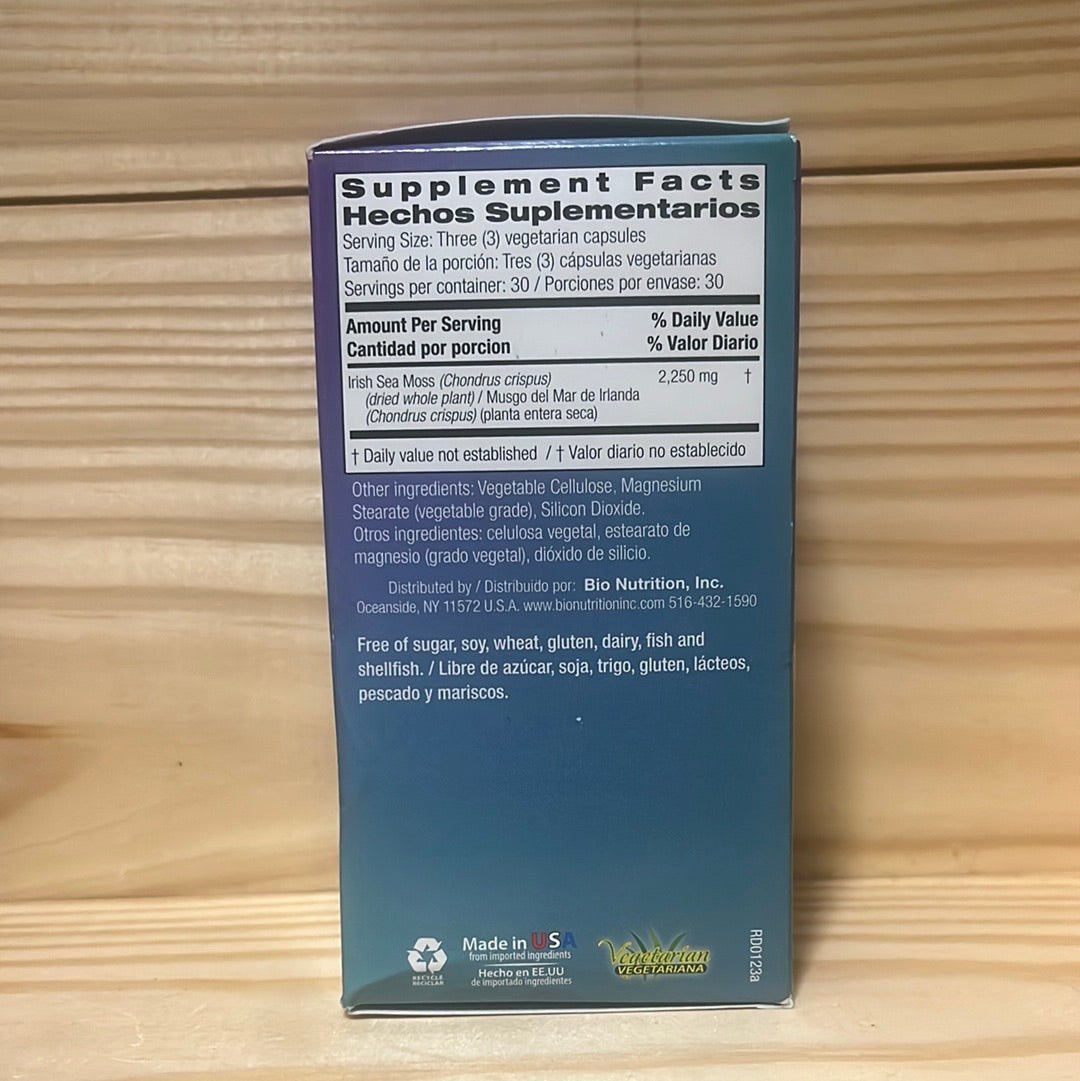 Supplement Facts
Hechos Suplementarios
Serving Size: Three (3) vegetarian capsules
Tamaño de la porción: Tres (3) cápsulas vegetarianas
Servings per container: 30 / Porciones por envase: 30
Amount Per Serving % Daily Value
Cantidad por porcion % Valor Diario
Irish Sea Moss (Chondrus crispus) 2,250 mg †
(dried whole plant) / Musgo del Mar de Irlanda
(Chondrus crispus) (planta entera seca)
† Daily value not established / † Valor diario no establecido
Other ingredients: Vegetable Cellulose, Magnesium
Stearate (vegetable grade), Silicon Dioxide.
Otros ingredientes: celulosa vegetal, estearato de
magnesio (grado vegetal), dióxido de silicio.
Distributed by / Distribuido por: Bio Nutrition, Inc.
Oceanside, NY 11572 U.S.A. www.bionutritioninc.com 516-432-1590
Free of sugar, soy, wheat, gluten, dairy, fish and
shellfish. / Libre de azúcar, soja, trigo, gluten, lácteos,
pescado y mariscos.
RECYCLE
RECICLAR
Made in USA
from imported ingredients
Hecho en EE.UU
de importado ingredientes
Vegetarian
VEGETARIANA
RD0123a